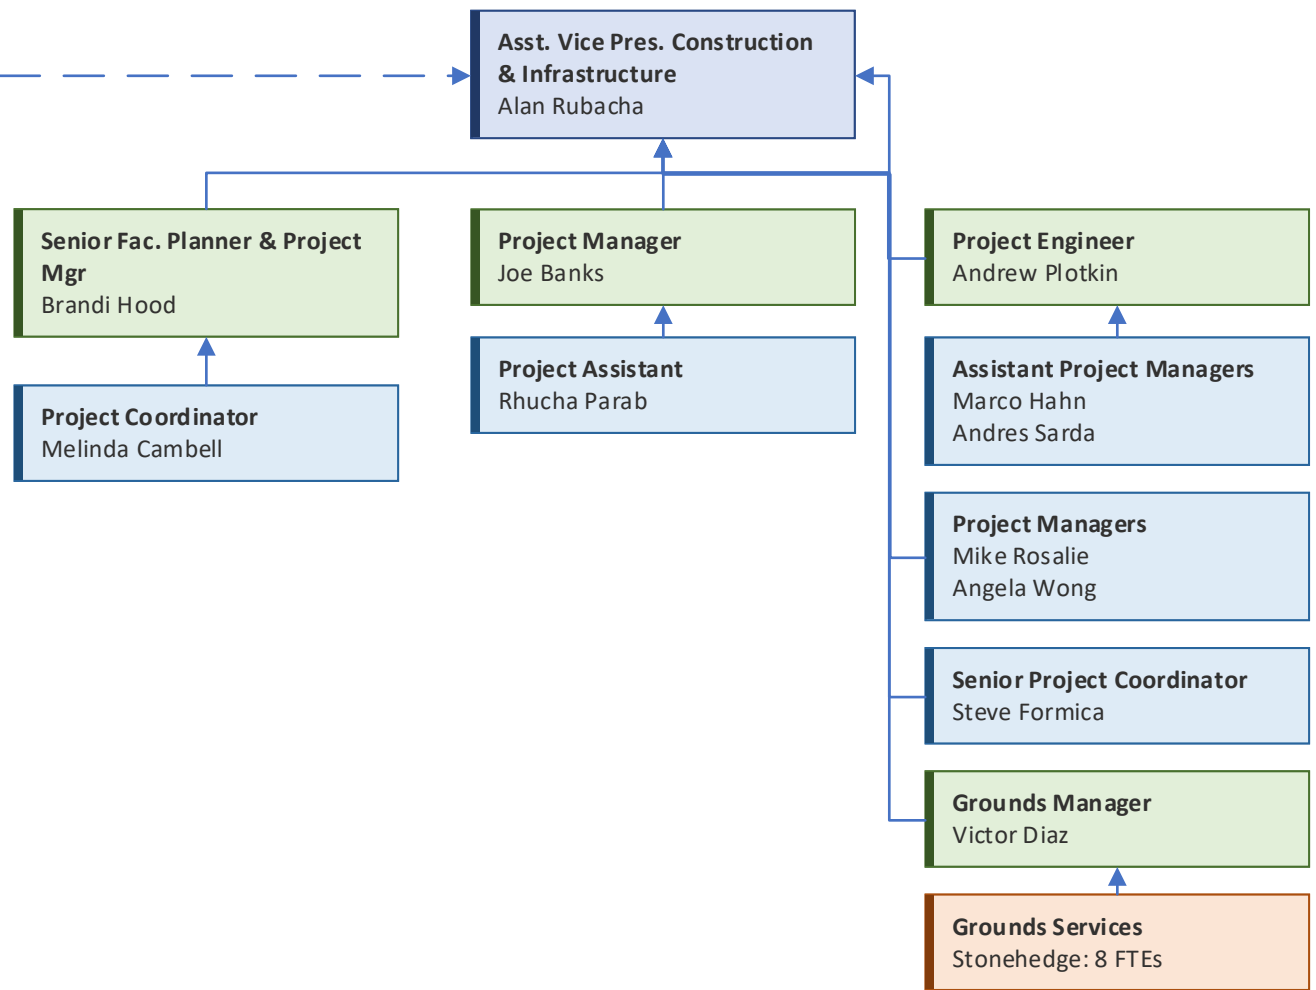 Asst. Vice Pres. Construction
& Infrastructure
Alan Rubacha
Senior Fac. Planner & Project
Mgr
Brandi Hood
Project Manager
Joe Banks
Project Engineer
Andrew Plotkin
Project Coordinator
Melinda Cambell
Project Assistant
Rhucha Parab
Assistant Project Managers
Marco Hahn
Andres Sarda
Project Managers
Mike Rosalie
Angela Wong
Senior Project Coordinator
Steve Formica
Grounds Manager
Victor Diaz
Grounds Services
Stonehedge: 8 FTEs